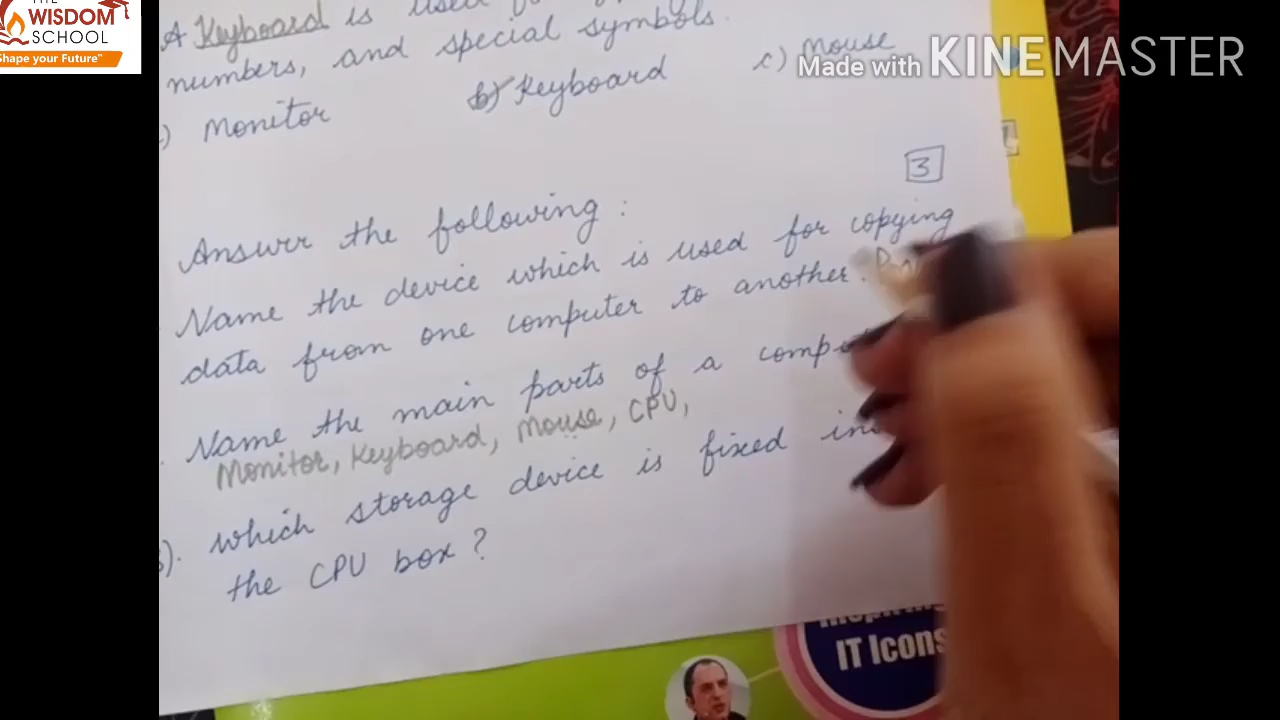 THE
WISDOM
SCHOOL
Shape your Future"
Made with KINEMASTER
A Keyboard is used
numbers, and special symbols.
) Monitor b) Keyboard c) Mouse
3
Answer the following :
Name the device which is used for copying
data from one computer to another.
Name the main parts of a
Monitor, Keyboard, Mouse, CPU,
which storage device is fixed
the CPU box ?
IT Icons